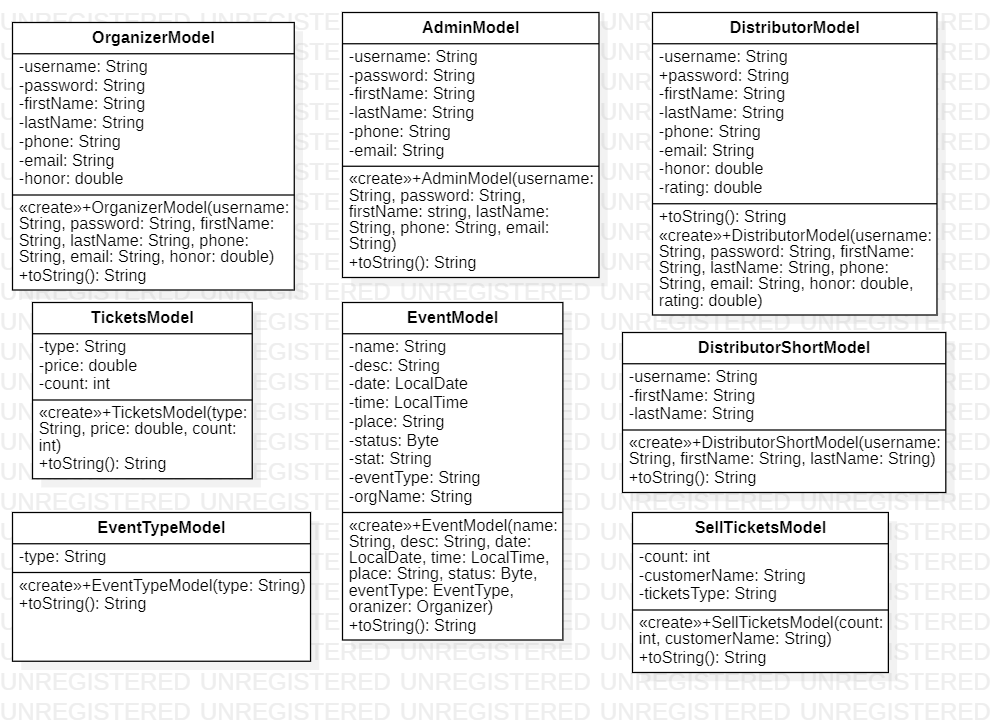 OrganizerModel
-username: String
-password: String
-firstName: String
-lastName: String
-phone: String
-email: String
-honor: double
«create»+OrganizerModel(username:
String, password: String, firstName:
String, lastName: String, phone:
String, email: String, honor: double)
+toString(): String
AdminModel
-username: String
-password: String
-firstName: String
-lastName: String
-phone: String
-email: String
«create»+AdminModel(username:
String, password: String,
firstName: string, lastName:
String, phone: String, email:
String)
+toString(): String
DistributorModel
-username: String
+password: String
-firstName: String
-lastName: String
-phone: String
-email: String
-honor: double
-rating: double
+toString(): String
«create»+DistributorModel(username:
String, password: String, firstName:
String, lastName: String, phone:
String, email: String, honor: double,
rating: double)
TicketsModel
-type: String
-price: double
-count: int
«create»+TicketsModel(type:
String, price: double, count:
int)
+toString(): String
EventModel
-name: String
-desc: String
-date: LocalDate
-time: LocalTime
-place: String
-status: Byte
-stat: String
-eventType: String
-orgName: String
«create»+EventModel(name:
String, desc: String, date:
LocalDate, time: LocalTime,
place: String, status: Byte,
eventType: EventType,
oranizer: Organizer)
+toString(): String
DistributorShortModel
-username: String
-firstName: String
-lastName: String
«create»+DistributorShortModel(username:
String, firstName: String, lastName: String)
+toString(): String
EventTypeModel
-type: String
«create»+EventTypeModel(type: String)
+toString(): String
SellTicketsModel
-count: int
-customerName: String
-ticketsType: String
«create»+SellTicketsModel(count:
int, customerName: String)
+toString(): String
UNREGISTERED UNREGISTERED UNREGISTERED UNREGISTERED UNREGISTERED